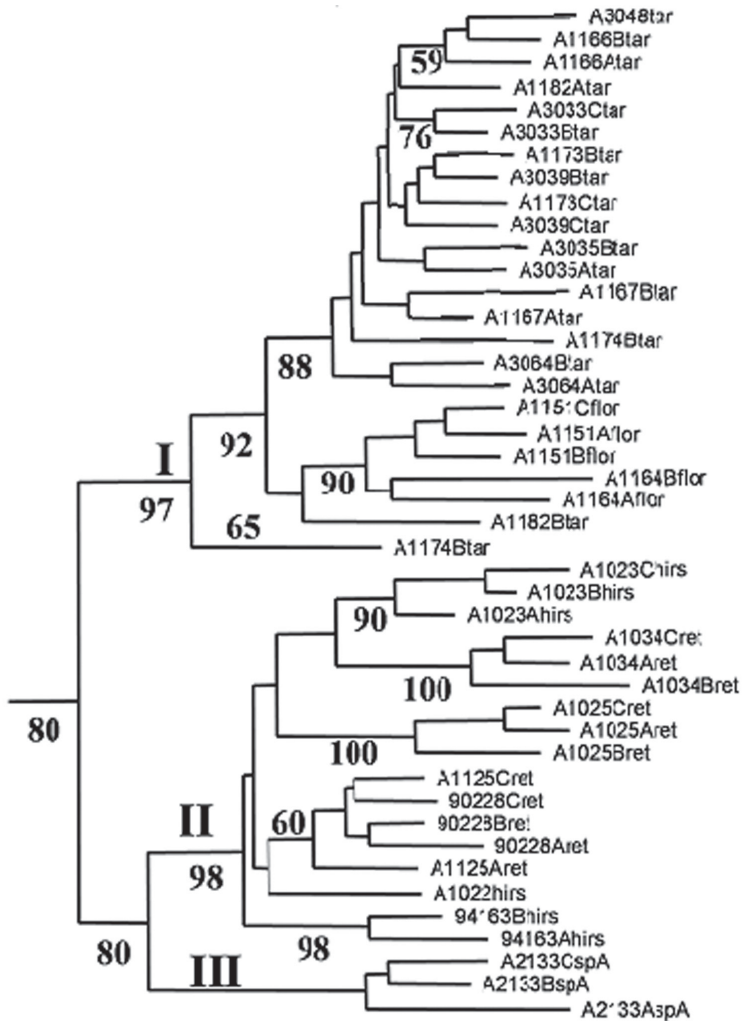 A3048tar
A1166Btar
59
A1166Atar
A1182Atar
A3033Ctar
76
A3033Btar
A1173Btar
A3039Btar
A1173Ctar
A3039Ctar
A3035Btar
A3035Atar
A1167Btar
A1167Atar
A1174Btar
88
A3064Btar
A3064Atar
A1151Cflor
92
A1151Aflor
I
A1151Bflor
90
A1164Bflor
97
A1164Aflor
65
A1182Btar
A1174Btar
A1023Chirs
A1023Bhirs
90
A1023Ahirs
A1034Cret
A1034Aret
100
A1034Bret
A1025Cret
80
A1025Aret
100
A1025Bret
A1125Cret
90228Cret
II
60
90228Bret
90228Aret
98
A1125Aret
A1022hirs
94163Bhirs
80
98
94163Ahirs
III
A2133CspA
A2133BspA
A2133AspA